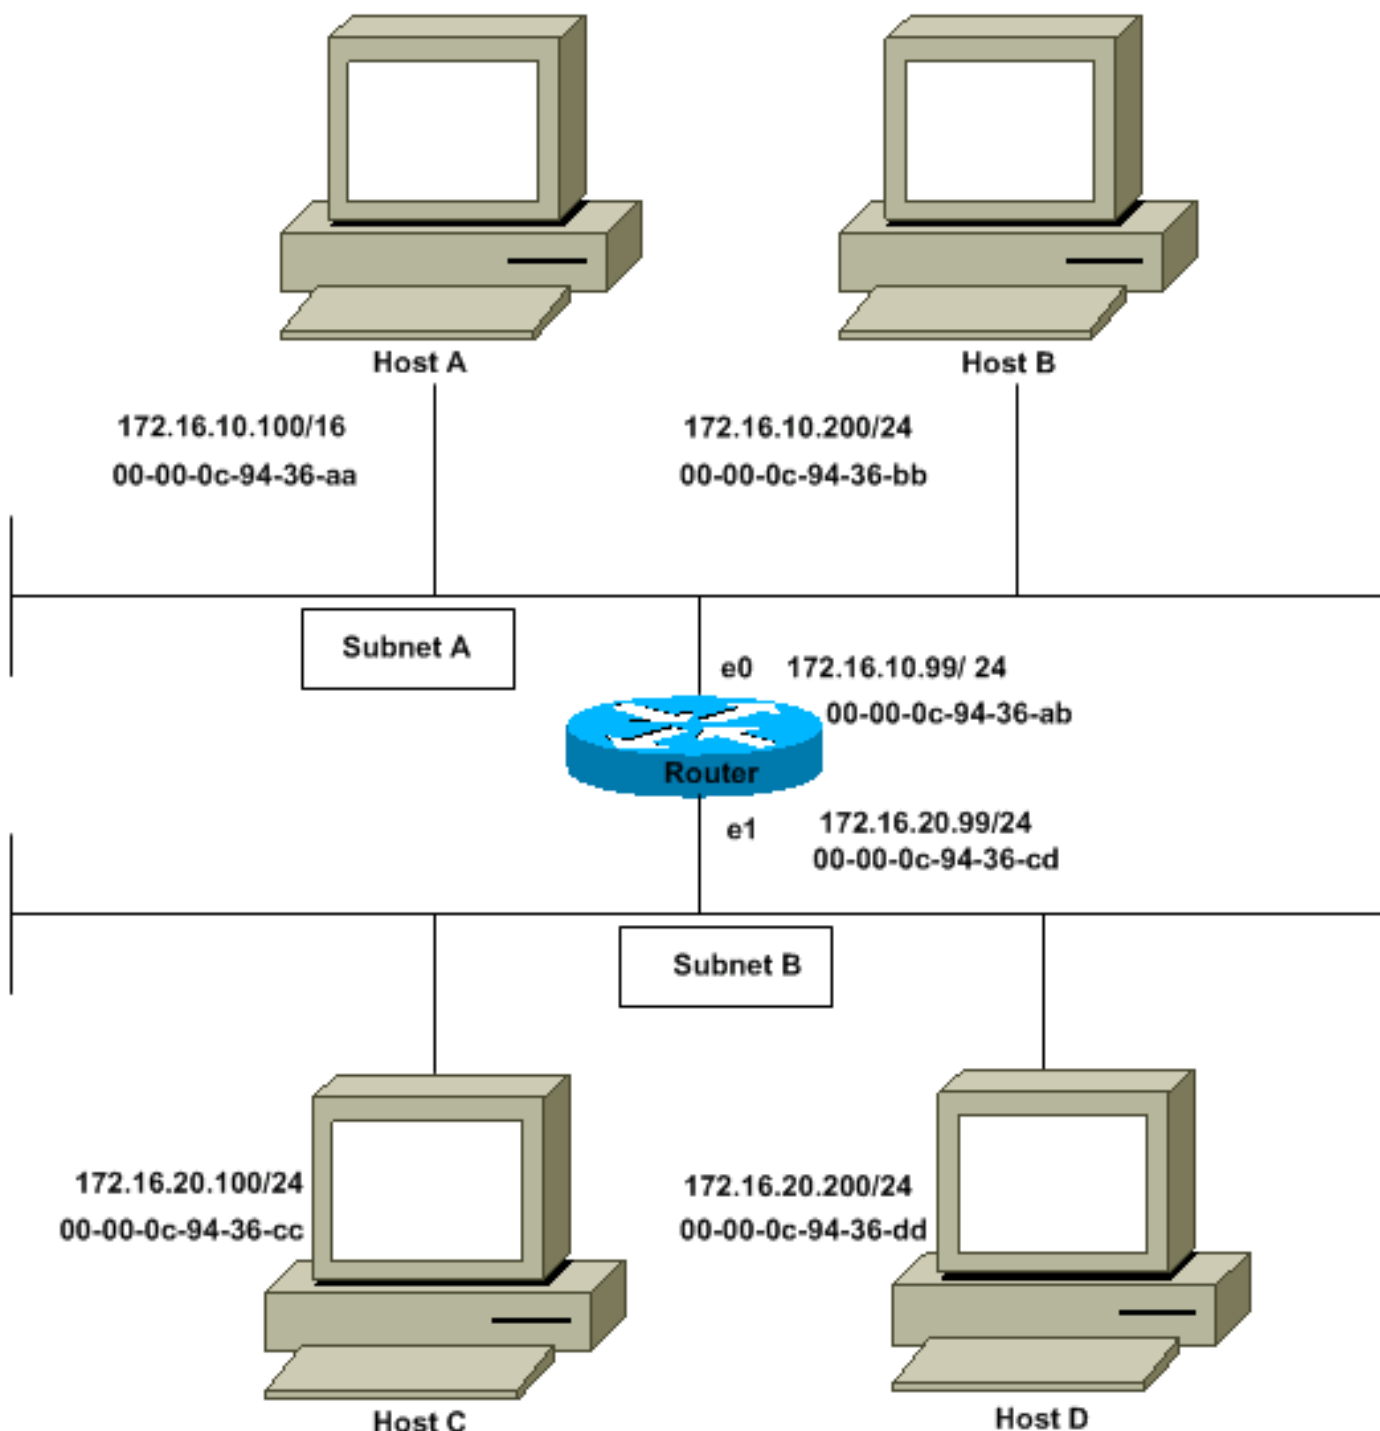 Host A
Host B
172.16.10.100/16
00-00-0c-94-36-aa
172.16.10.200/24
00-00-0c-94-36-bb
Subnet A
e0 172.16.10.99/ 24
00-00-0c-94-36-ab
Router
e1 172.16.20.99/24
00-00-0c-94-36-cd
Subnet B
172.16.20.100/24
00-00-0c-94-36-cc
172.16.20.200/24
00-00-0c-94-36-dd
Host C
Host D